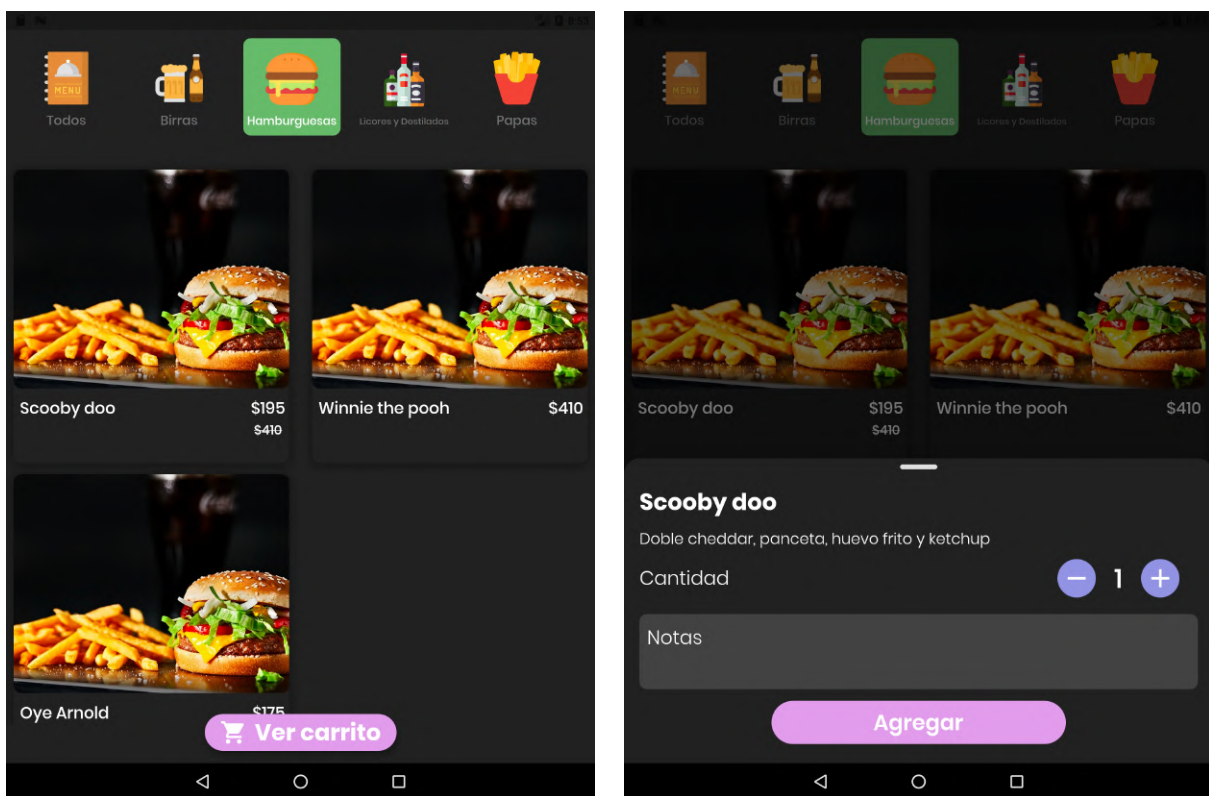 MENU
Todos
Birras
Hamburguesas
Licores y Destilados
Papas
Scooby doo
$195
$410
Winnie the pooh
$410
Oye Arnold
$175
Ver carrito
MENU
Todos
Birras
Hamburguesas
Licores y Destilados
Papas
Scooby doo
$195
$410
Winnie the pooh
$410
Scooby doo
Doble cheddar, panceta, huevo frito y ketchup
Cantidad
1
Notas
Agregar